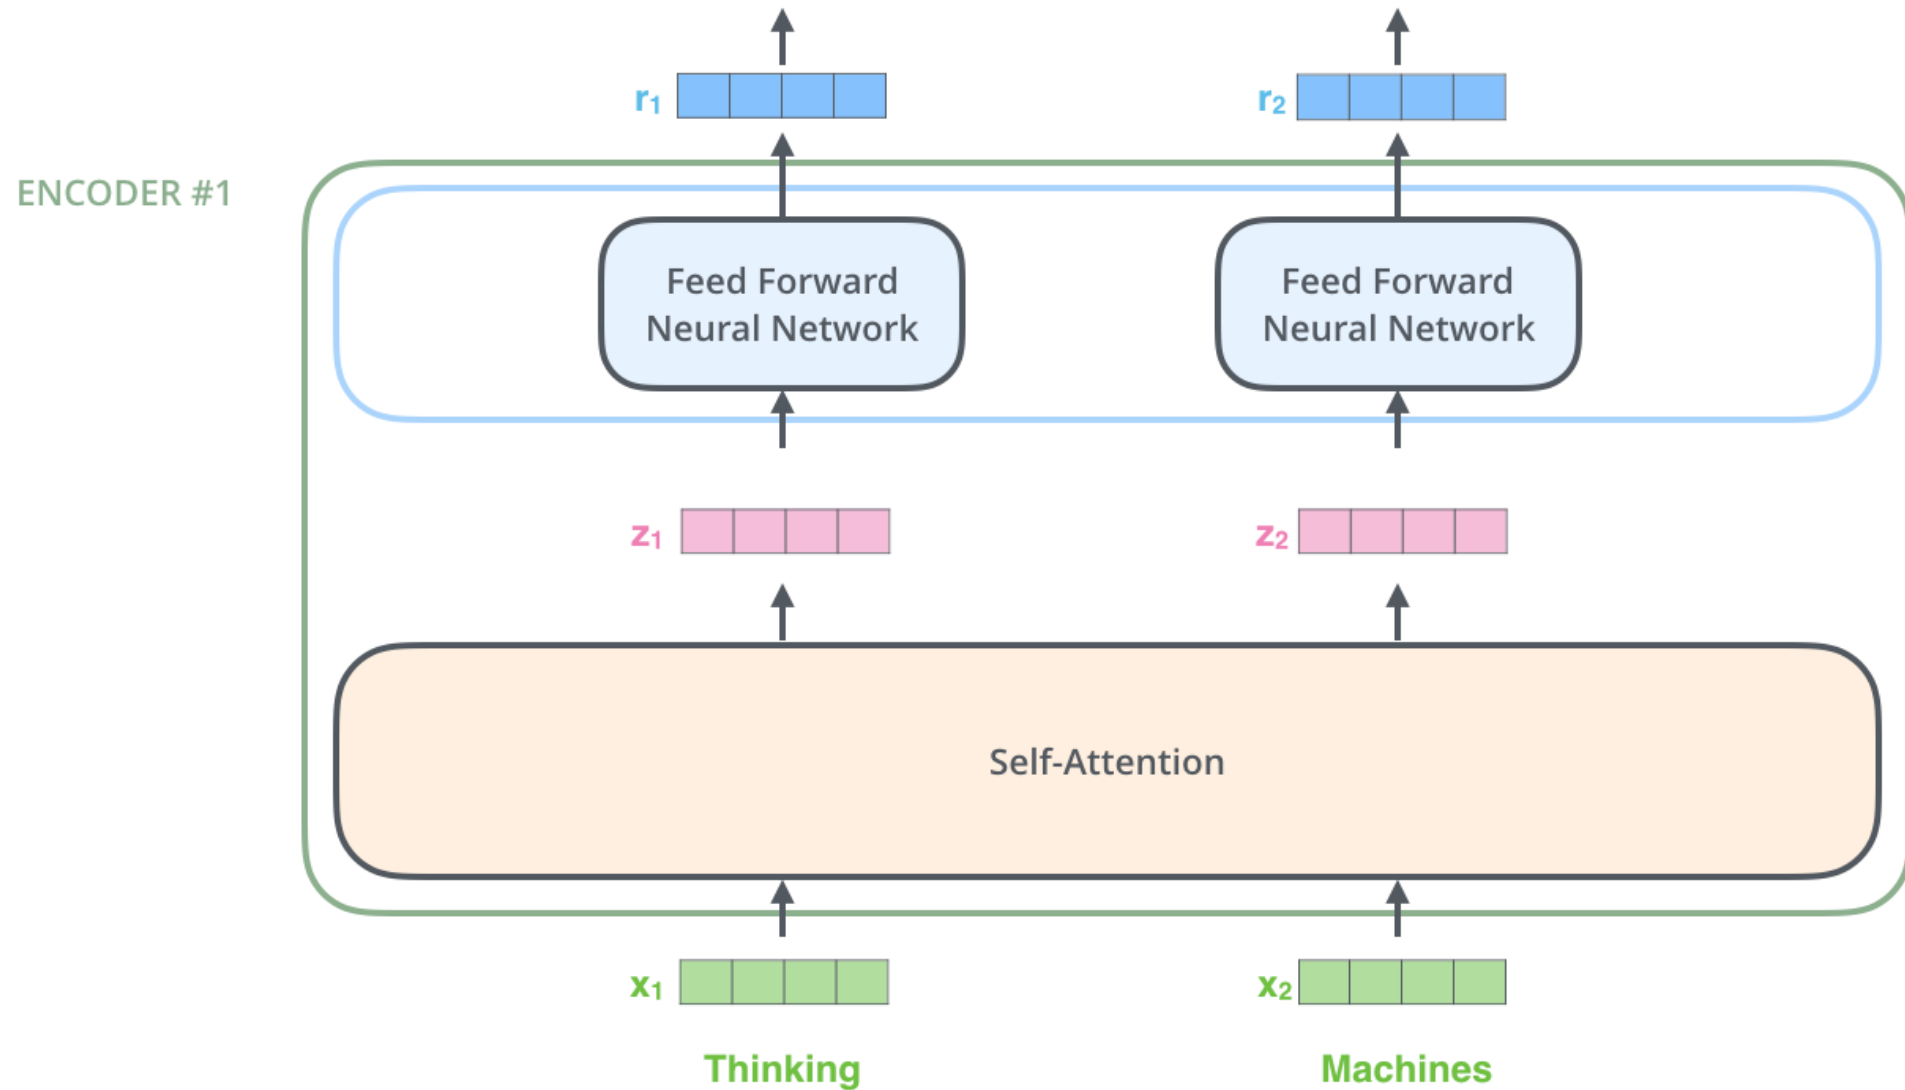 r₁ r₂
ENCODER #1
Feed Forward
Neural Network
Feed Forward
Neural Network
z₁ z₂
Self-Attention
x₁ x₂
Thinking Machines